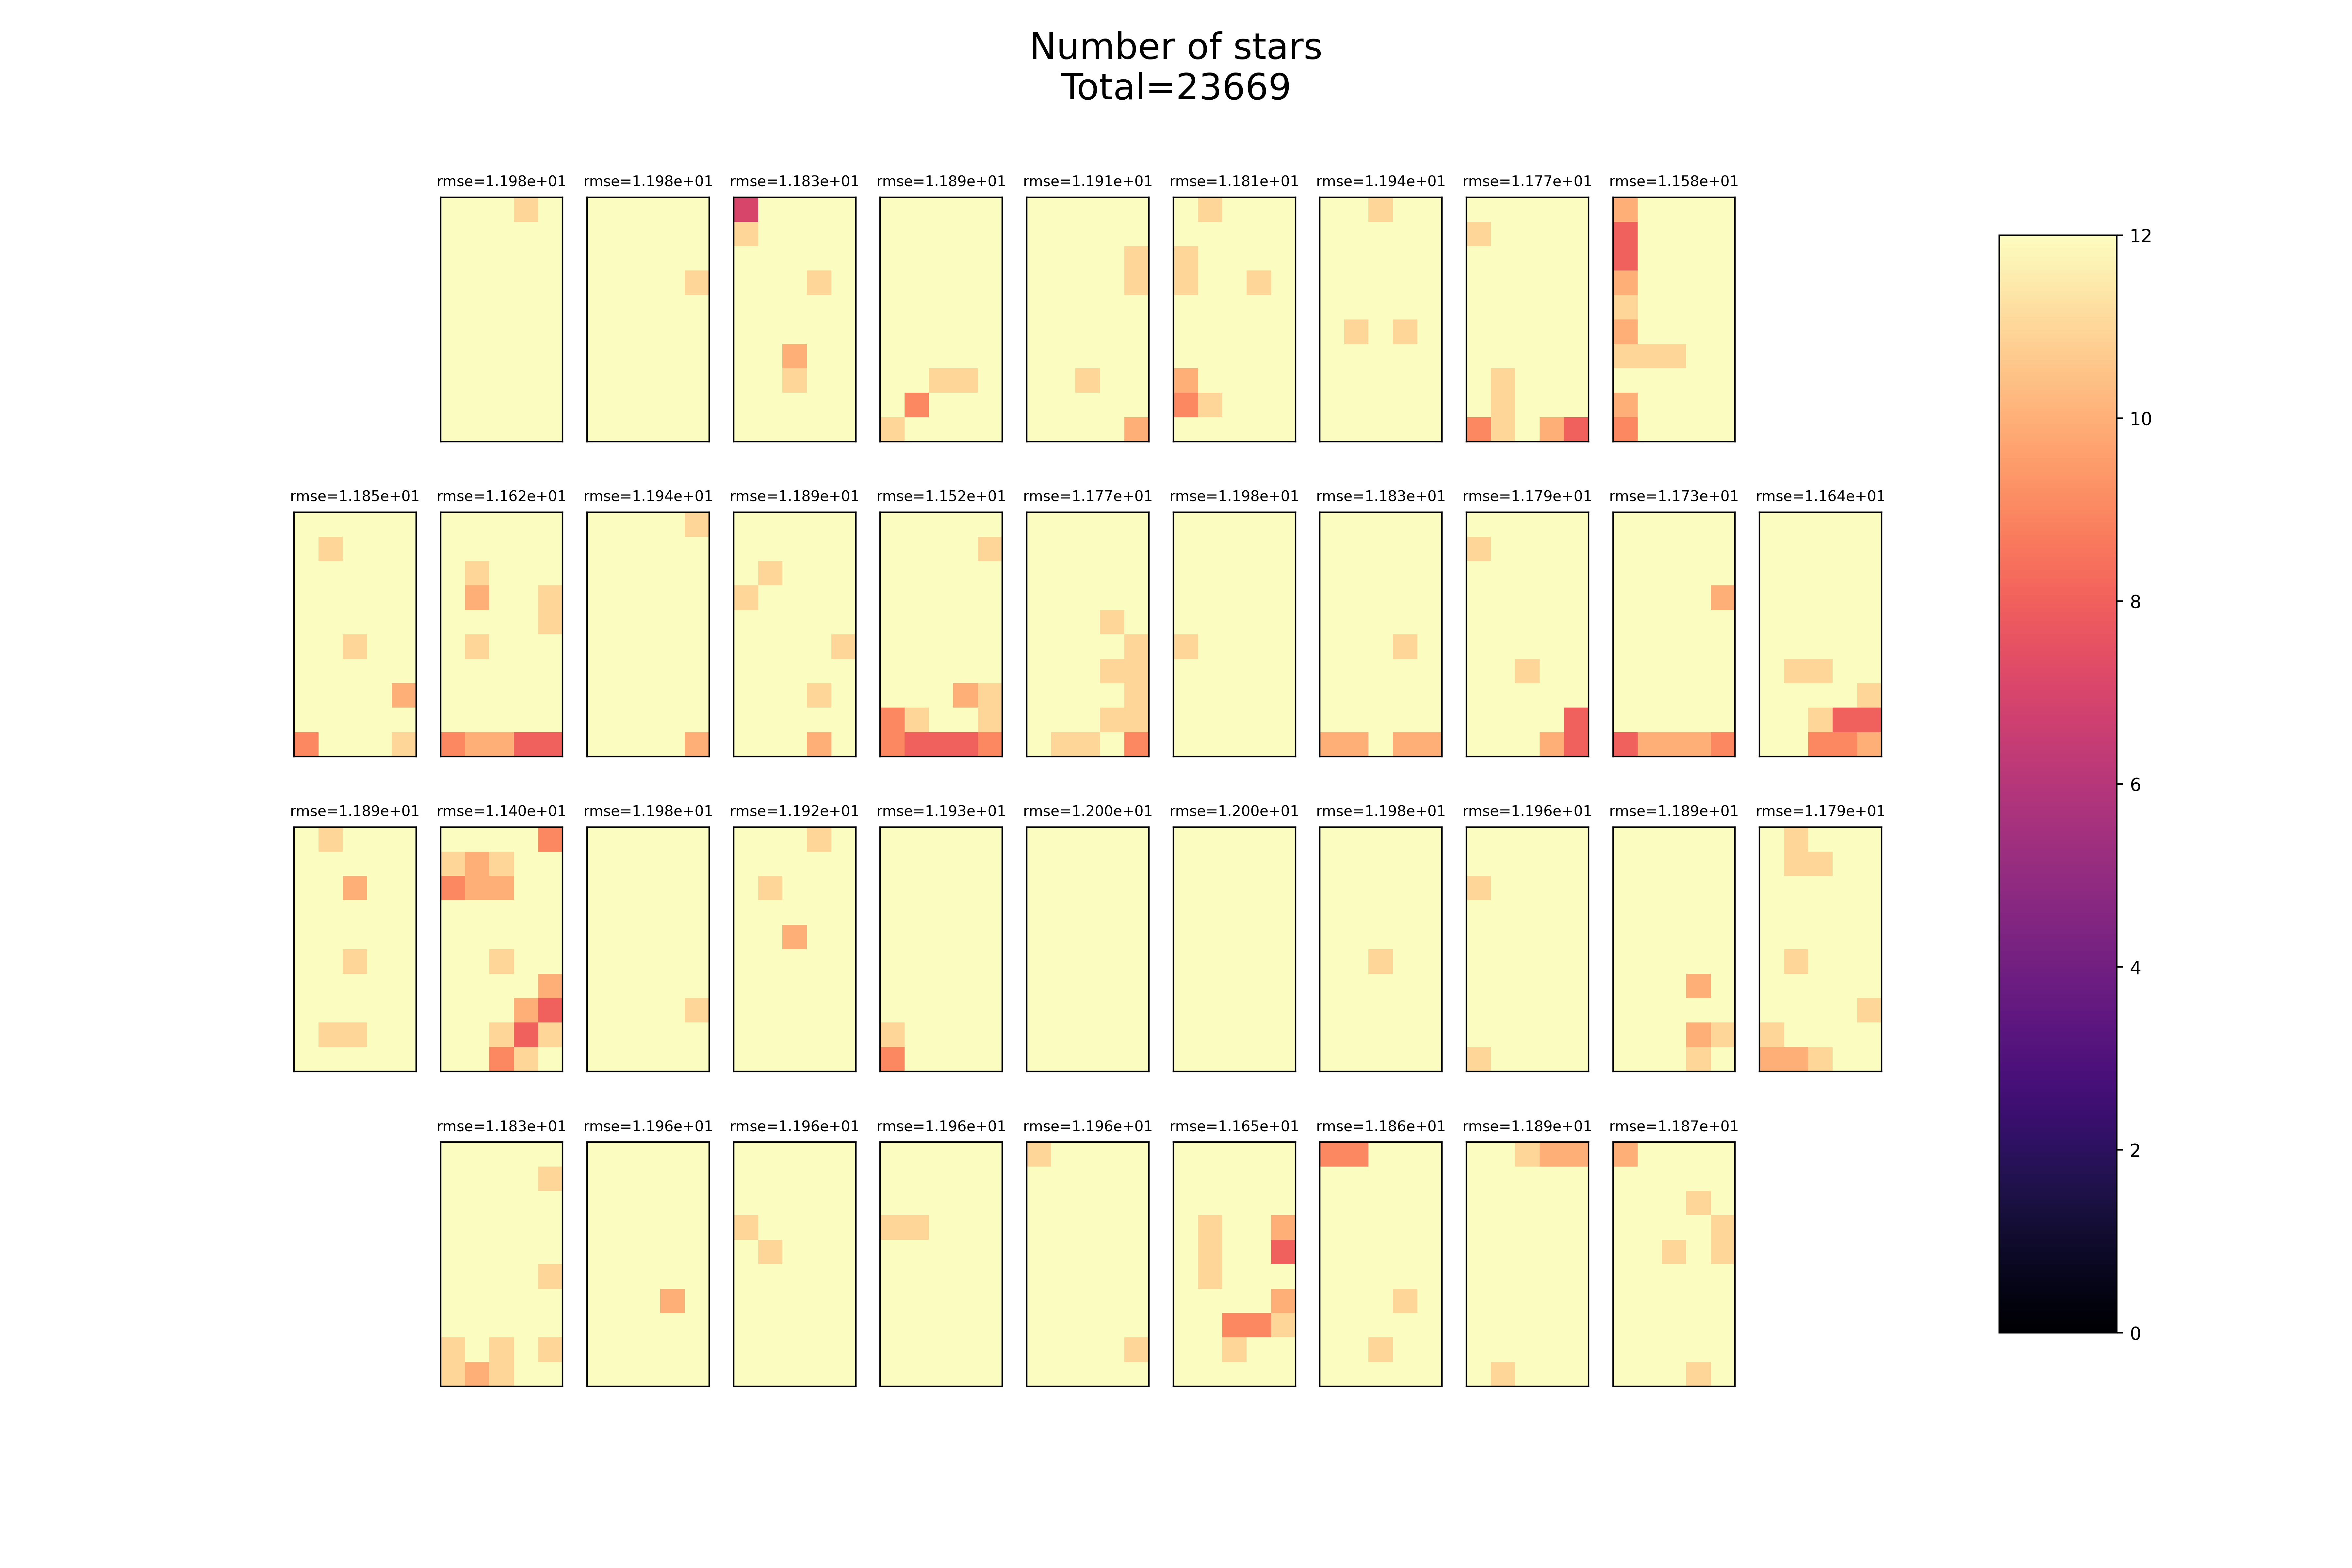 Number of stars
Total=23669
rmse=1.198e+01 rmse=1.198e+01 rmse=1.183e+01 rmse=1.189e+01 rmse=1.191e+01 rmse=1.181e+01 rmse=1.194e+01 rmse=1.177e+01 rmse=1.158e+01
rmse=1.185e+01 rmse=1.162e+01 rmse=1.194e+01 rmse=1.189e+01 rmse=1.152e+01 rmse=1.177e+01 rmse=1.198e+01 rmse=1.183e+01 rmse=1.179e+01 rmse=1.173e+01 rmse=1.164e+01
rmse=1.189e+01 rmse=1.140e+01 rmse=1.198e+01 rmse=1.192e+01 rmse=1.193e+01 rmse=1.200e+01 rmse=1.200e+01 rmse=1.198e+01 rmse=1.196e+01 rmse=1.189e+01 rmse=1.179e+01
rmse=1.183e+01 rmse=1.196e+01 rmse=1.196e+01 rmse=1.196e+01 rmse=1.196e+01 rmse=1.165e+01 rmse=1.186e+01 rmse=1.189e+01 rmse=1.187e+01
12
10
8
6
4
2
0